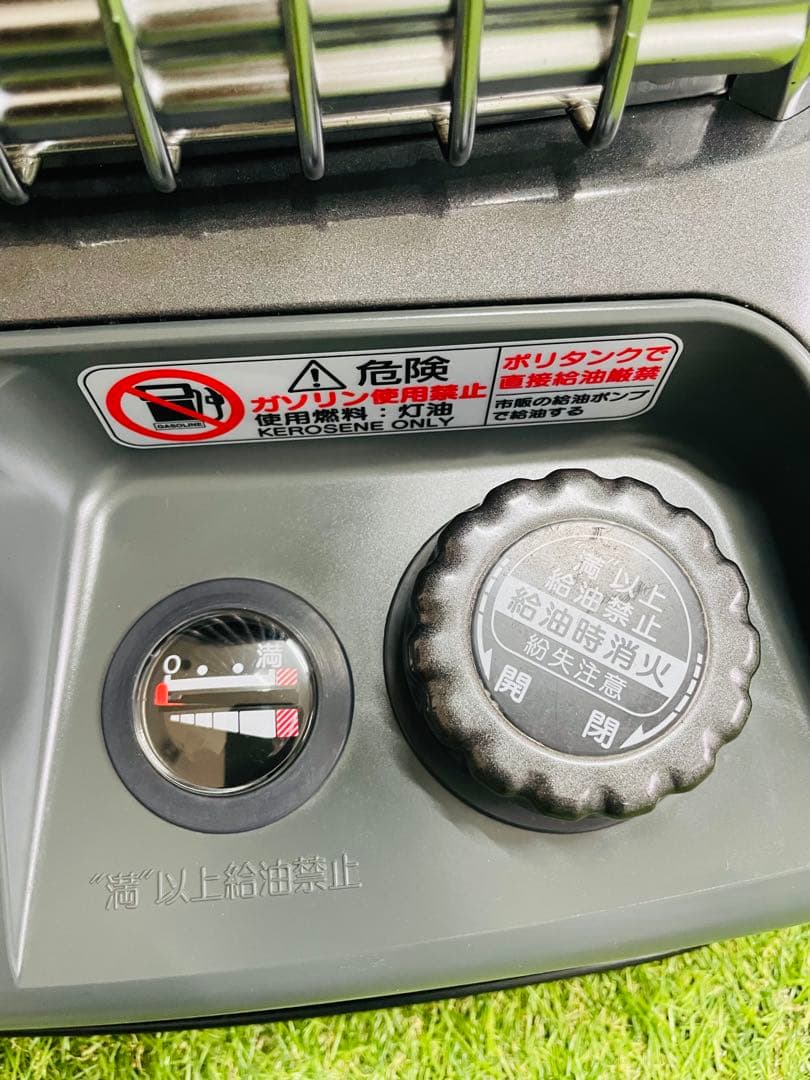 危険
ガソリン使用禁止
使用燃料：灯油
KEROSENE ONLY
GASOLINE
ポリタンクで
直接給油厳禁
市販の給油ポンプ
で給油する
O
満
"満"以上
給油禁止
給油時消火
紛失注意
開
閉
"満"以上給油禁止